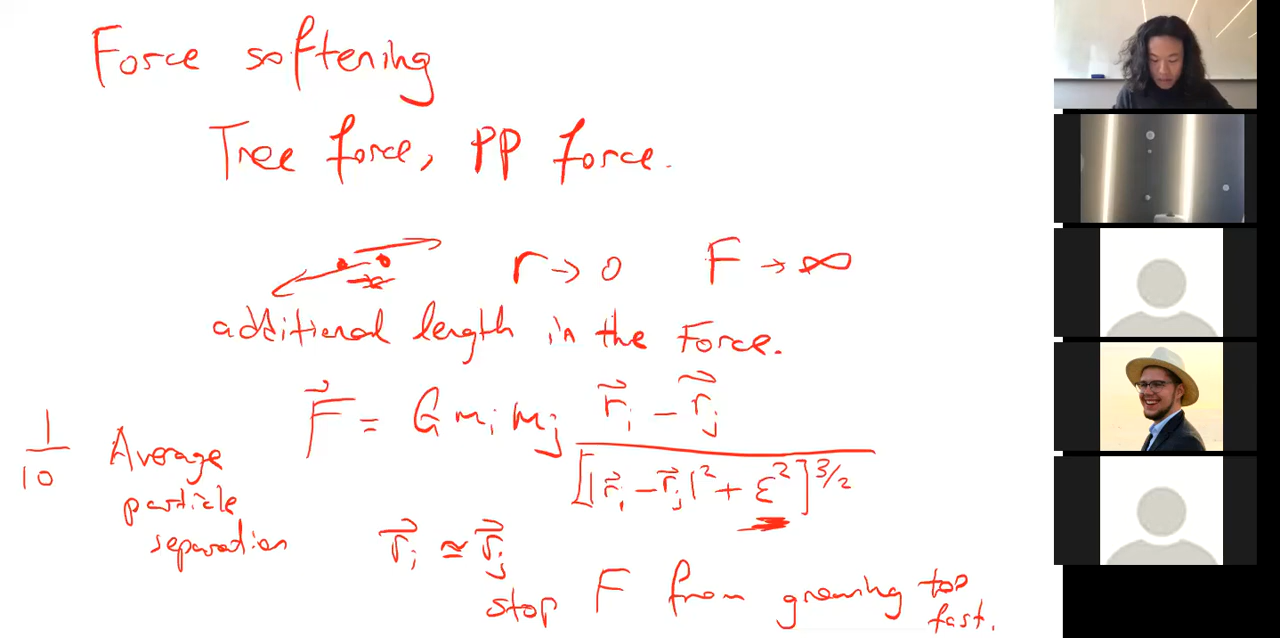 Force softening
Tree force, PP force.
r → 0 F → ∞
additional length in the Force.
F⃗ = G mᵢ mⱼ (r⃗ᵢ − r⃗ⱼ) / [|r⃗ᵢ − r⃗ⱼ|² + ε²]^3/2
1/10 Average
particle
separation
r⃗ᵢ ≃ r⃗ⱼ
stop F from growing too
fast.